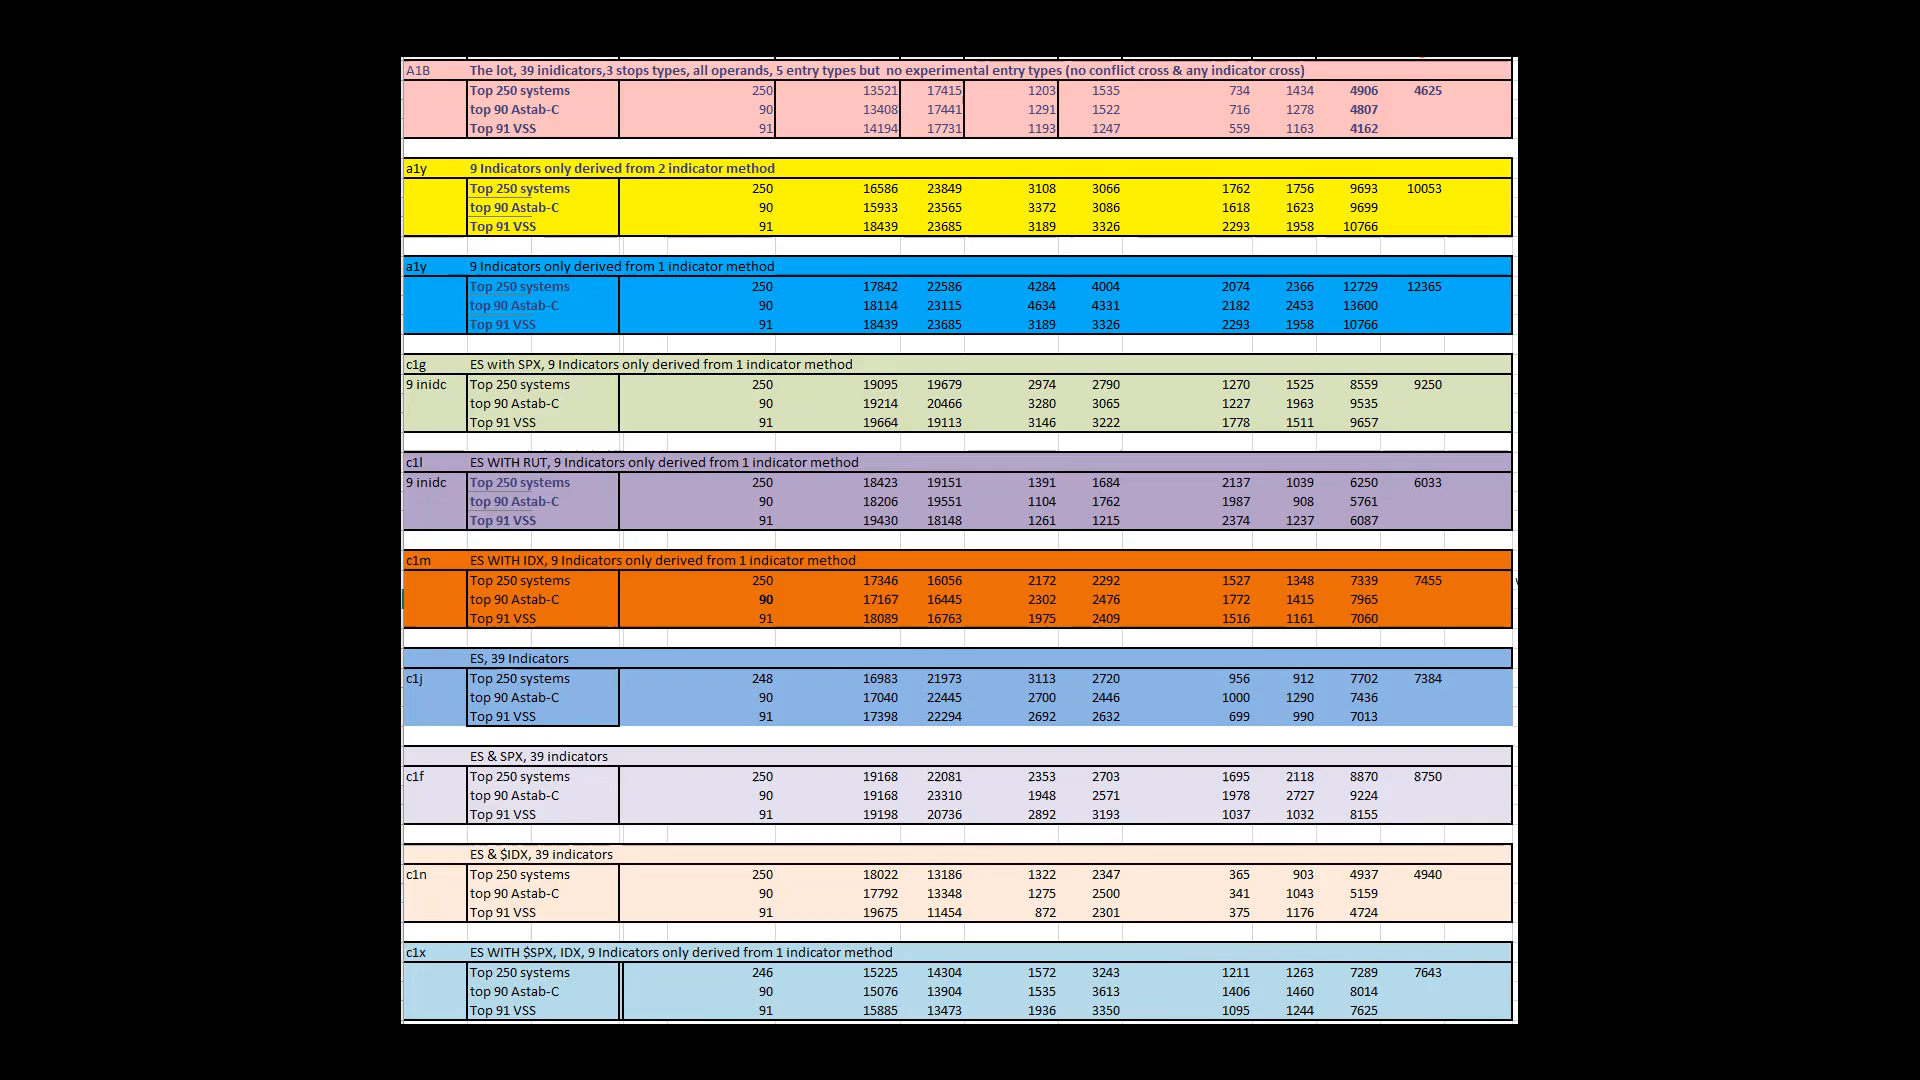 A1B The lot, 39 inidicators,3 stops types, all operands, 5 entry types but no experimental entry types (no conflict cross & any indicator cross)
Top 250 systems 250 13521 17415 1203 1535 734 1434 4906 4625
top 90 Astab-C 90 13408 17441 1291 1522 716 1278 4807
Top 91 VSS 91 14194 17731 1193 1247 559 1163 4162
a1y 9 Indicators only derived from 2 indicator method
Top 250 systems 250 16586 23849 3108 3066 1762 1756 9693 10053
top 90 Astab-C 90 15933 23565 3372 3086 1618 1623 9699
Top 91 VSS 91 18439 23685 3189 3326 2293 1958 10766
a1y 9 Indicators only derived from 1 indicator method
Top 250 systems 250 17842 22586 4284 4004 2074 2366 12729 12365
top 90 Astab-C 90 18114 23115 4634 4331 2182 2453 13600
Top 91 VSS 91 18439 23685 3189 3326 2293 1958 10766
c1g ES with SPX, 9 Indicators only derived from 1 indicator method
9 inidc Top 250 systems 250 19095 19679 2974 2790 1270 1525 8559 9250
top 90 Astab-C 90 19214 20466 3280 3065 1227 1963 9535
Top 91 VSS 91 19664 19113 3146 3222 1778 1511 9657
c1l ES WITH RUT, 9 Indicators only derived from 1 indicator method
9 inidc Top 250 systems 250 18423 19151 1391 1684 2137 1039 6250 6033
top 90 Astab-C 90 18206 19551 1104 1762 1987 908 5761
Top 91 VSS 91 19430 18148 1261 1215 2374 1237 6087
c1m ES WITH IDX, 9 Indicators only derived from 1 indicator method
Top 250 systems 250 17346 16056 2172 2292 1527 1348 7339 7455
top 90 Astab-C 90 17167 16445 2302 2476 1772 1415 7965
Top 91 VSS 91 18089 16763 1975 2409 1516 1161 7060
ES, 39 Indicators
c1j Top 250 systems 248 16983 21973 3113 2720 956 912 7702 7384
top 90 Astab-C 90 17040 22445 2700 2446 1000 1290 7436
Top 91 VSS 91 17398 22294 2692 2632 699 990 7013
ES & SPX, 39 indicators
c1f Top 250 systems 250 19168 22081 2353 2703 1695 2118 8870 8750
top 90 Astab-C 90 19168 23310 1948 2571 1978 2727 9224
Top 91 VSS 91 19198 20736 2892 3193 1037 1032 8155
ES & $IDX, 39 indicators
c1n Top 250 systems 250 18022 13186 1322 2347 365 903 4937 4940
top 90 Astab-C 90 17792 13348 1275 2500 341 1043 5159
Top 91 VSS 91 19675 11454 872 2301 375 1176 4724
c1x ES WITH $SPX, IDX, 9 Indicators only derived from 1 indicator method
Top 250 systems 246 15225 14304 1572 3243 1211 1263 7289 7643
top 90 Astab-C 90 15076 13904 1535 3613 1406 1460 8014
Top 91 VSS 91 15885 13473 1936 3350 1095 1244 7625